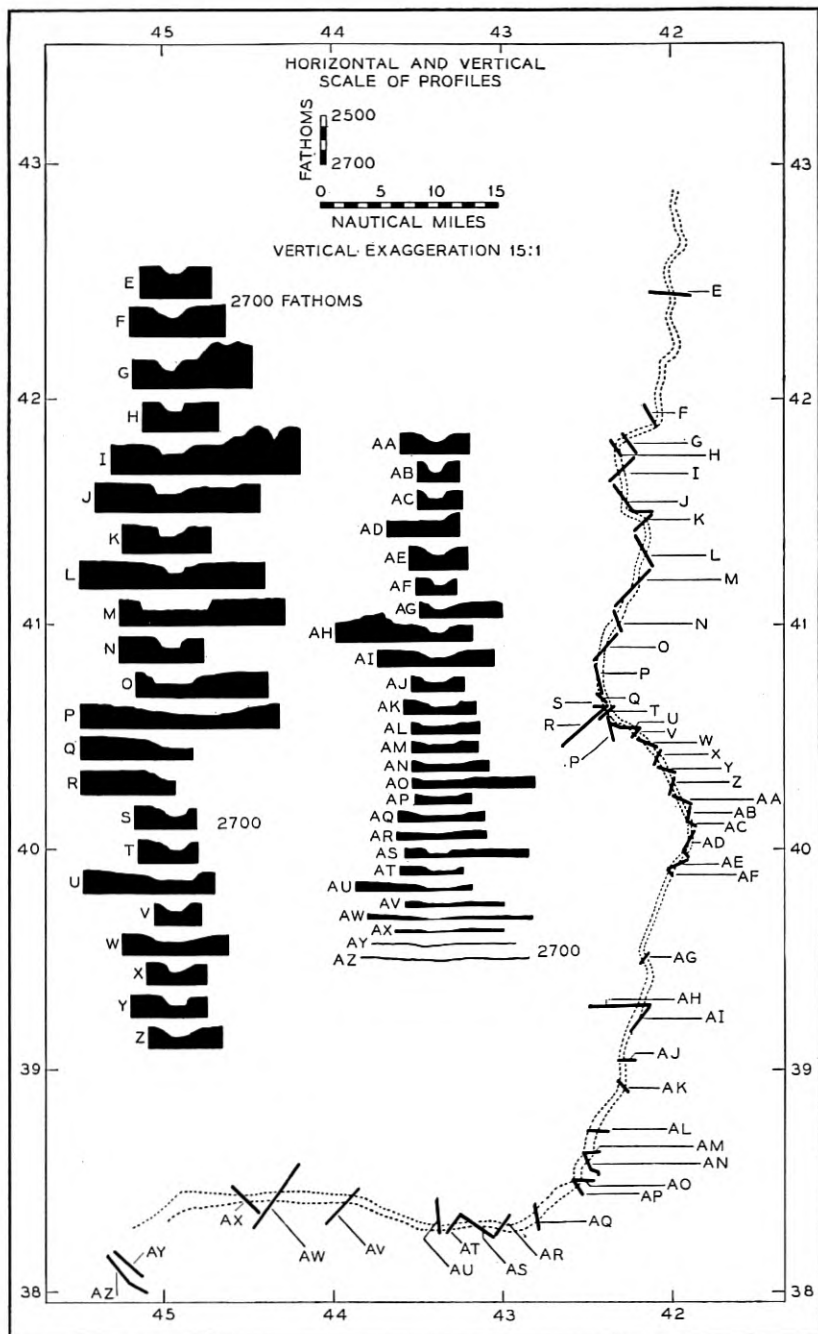 45 44 43 42
HORIZONTAL AND VERTICAL
SCALE OF PROFILES
FATHOMS
2500
2700
0 5 10 15
NAUTICAL MILES
VERTICAL EXAGGERATION 15:1
43 43
42 42
41 41
40 40
39 39
38 38
E
2700 FATHOMS
F
G
H
I
J
K
L
M
N
O
P
Q
R
S
2700
T
U
V
W
X
Y
Z
AA
AB
AC
AD
AE
AF
AG
AH
AI
AJ
AK
AL
AM
AN
AO
AP
AQ
AR
AS
AT
AU
AV
AW
AX
AY
2700
AZ
E
F
G
H
I
J
K
L
M
N
O
P
Q
S
T
R
U
V
P
W
X
Y
Z
AA
AB
AC
AD
AE
AF
AG
AH
AI
AJ
AK
AL
AM
AN
AO
AP
AQ
AR
AS
AT
AU
AV
AW
AX
AY
AZ
45 44 43 42